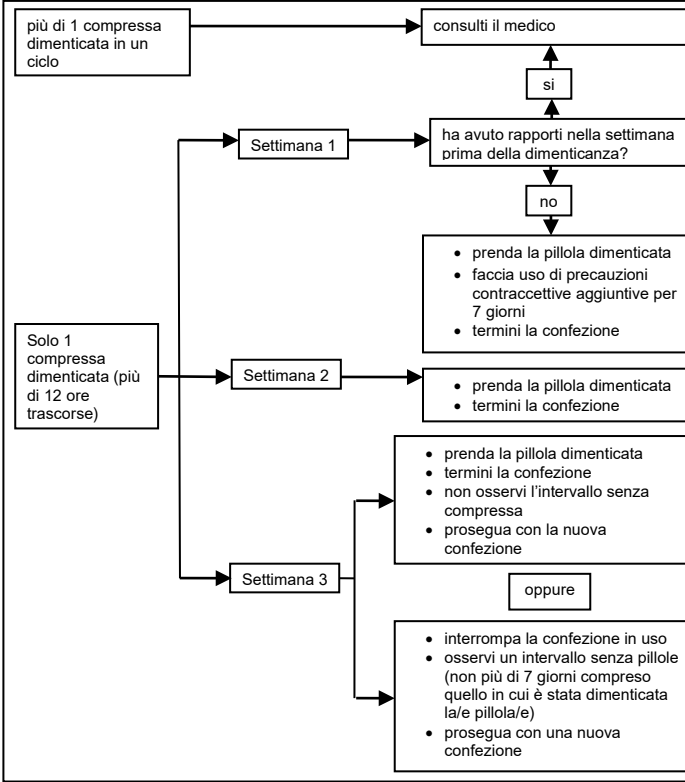 più di 1 compressa
dimenticata in un
ciclo
consulti il medico
si
Settimana 1
ha avuto rapporti nella settimana
prima della dimenticanza?
no
• prenda la pillola dimenticata
• faccia uso di precauzioni
contraccettive aggiuntive per
7 giorni
• termini la confezione
Solo 1
compressa
dimenticata (più
di 12 ore
trascorse)
Settimana 2
• prenda la pillola dimenticata
• termini la confezione
• prenda la pillola dimenticata
• termini la confezione
• non osservi l'intervallo senza
compressa
• prosegua con la nuova
confezione
Settimana 3
oppure
• interrompa la confezione in uso
• osservi un intervallo senza pillole
(non più di 7 giorni compreso
quello in cui è stata dimenticata
la/e pillola/e)
• prosegua con una nuova
confezione